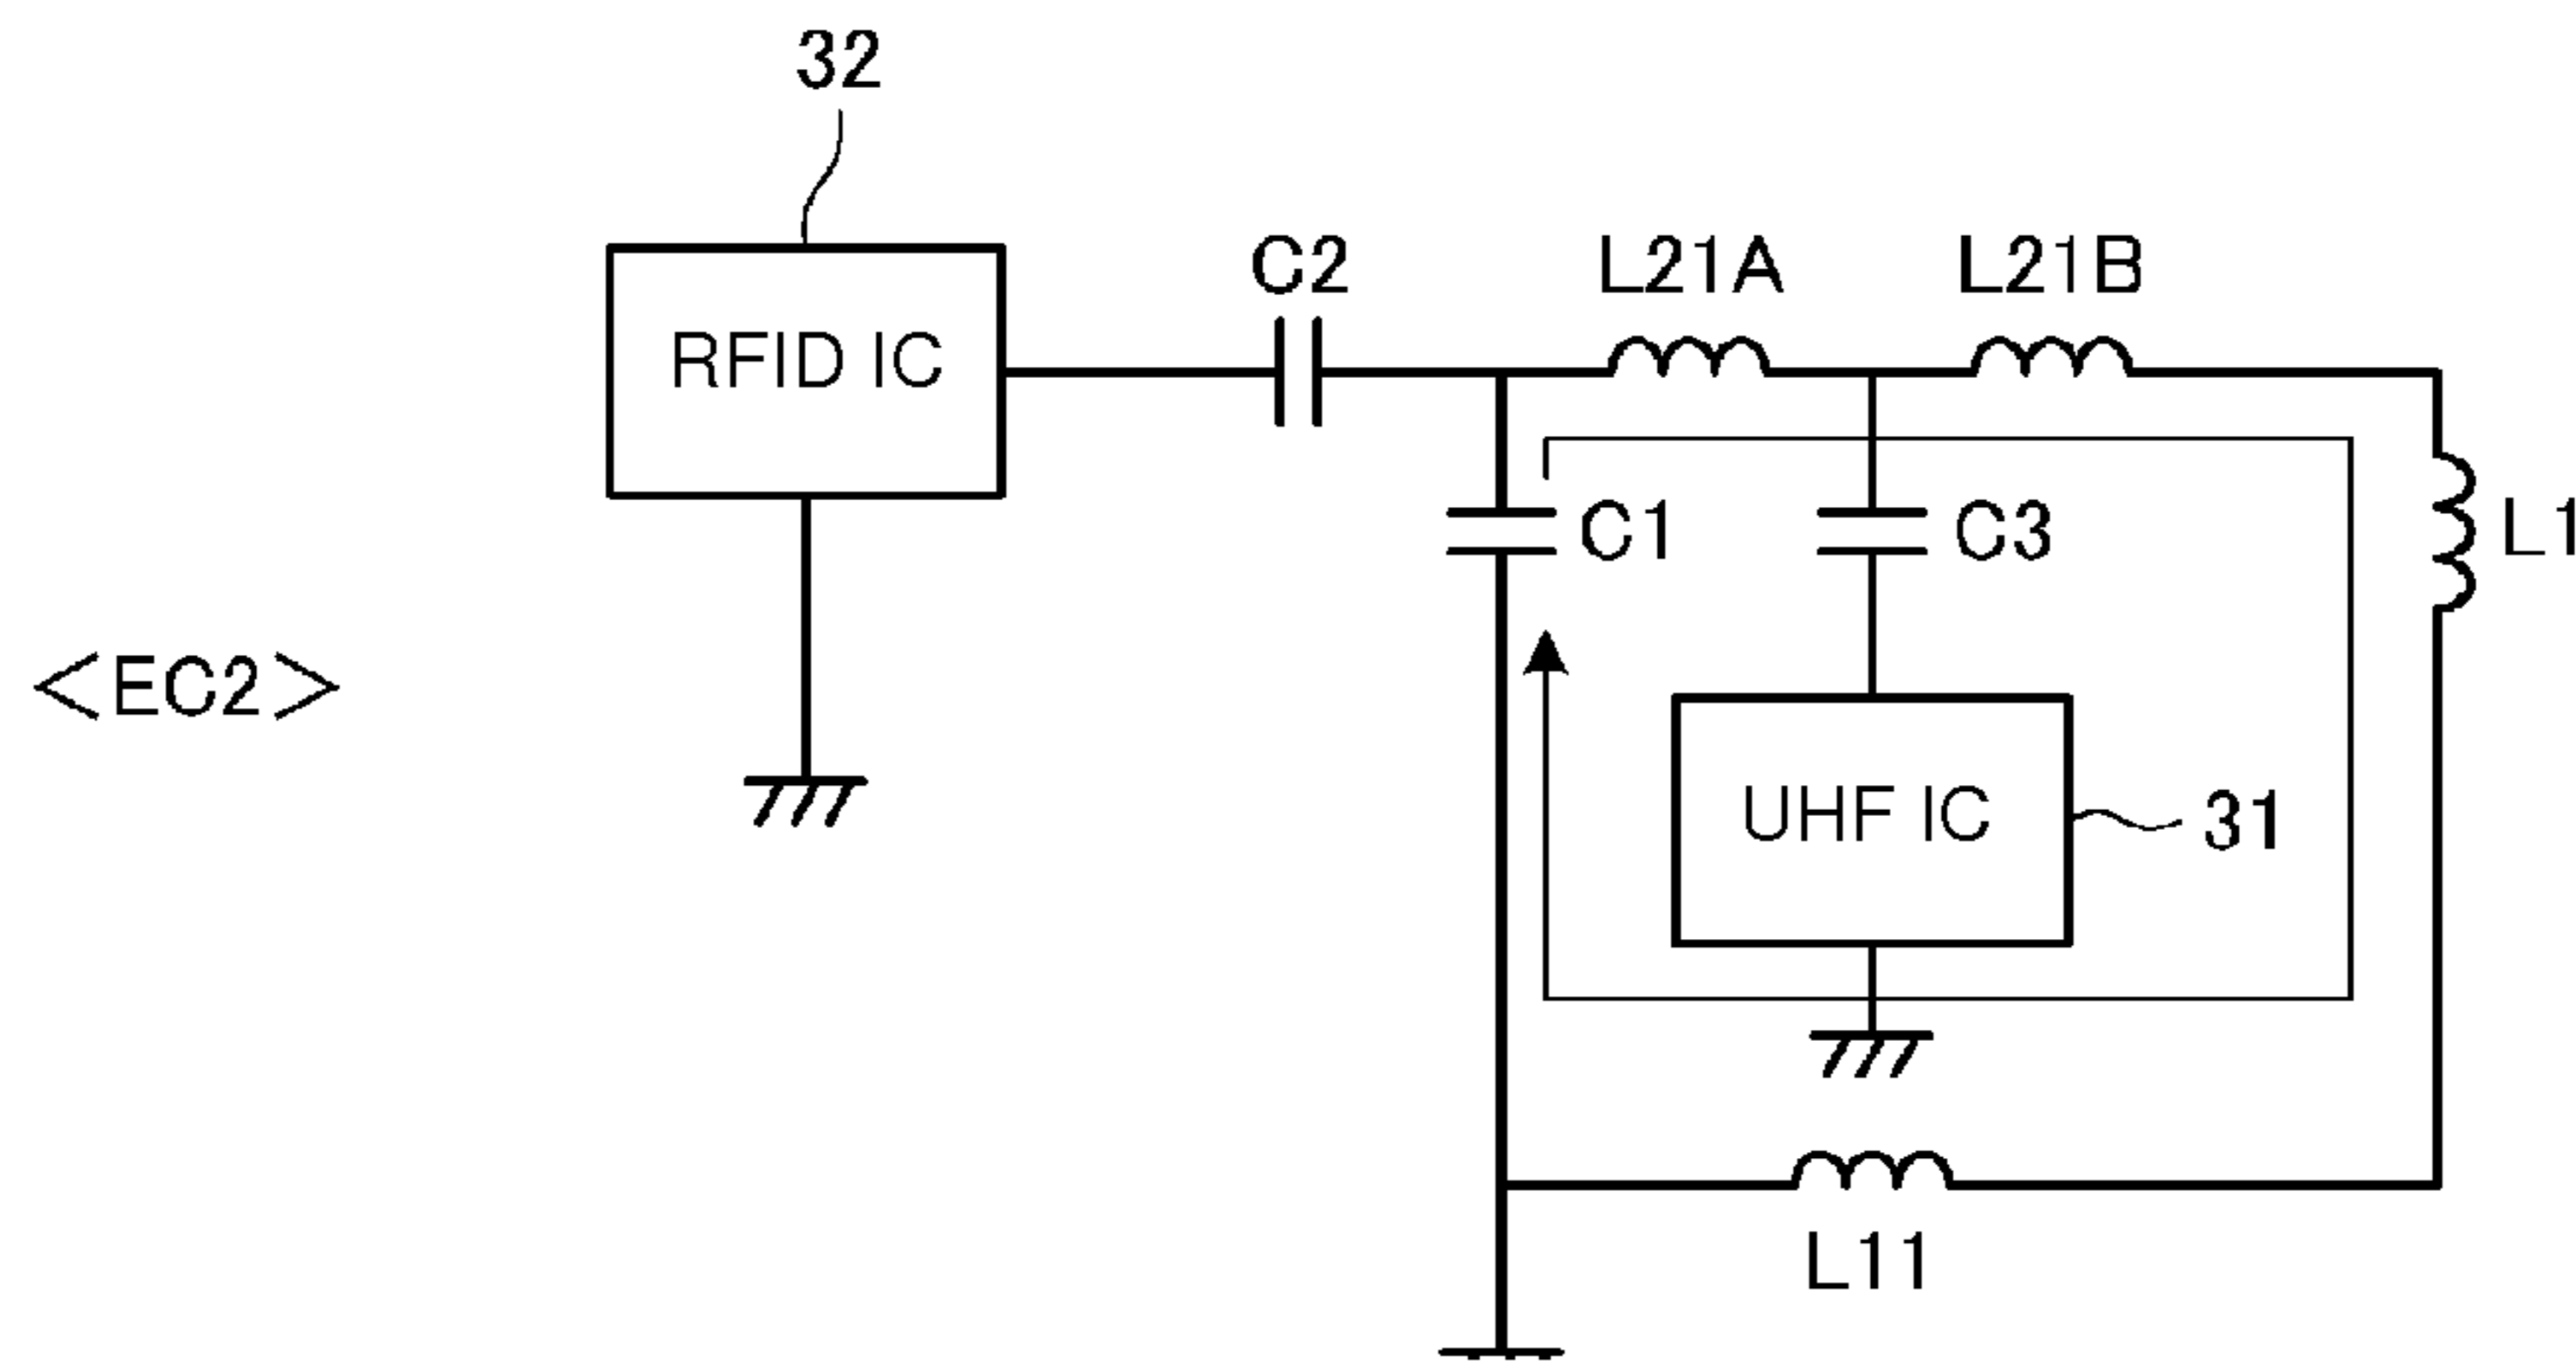 32
C2
L21A
L21B
RFID IC
C1
C3
L1
<EC2>
UHF IC
31
L11